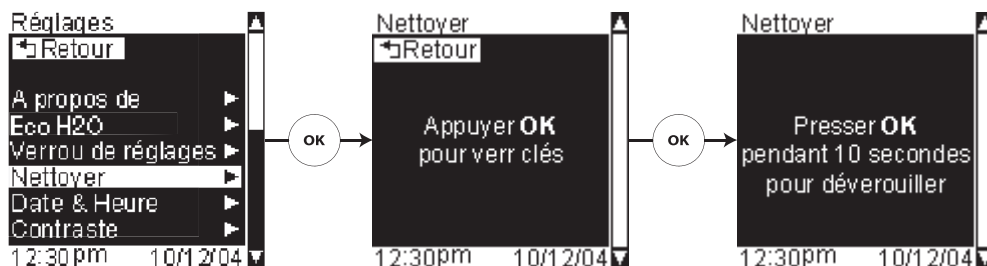 Réglages
Retour
A propos de
Eco H2O
Verrou de réglages
Nettoyer
Date & Heure
Contraste
12:30pm 10/12/04
OK
Nettoyer
Retour
Appuyer OK
pour verr clés
12:30pm 10/12/04
OK
Nettoyer
Presser OK
pendant 10 secondes
pour déverouiller
12:30pm 10/12/04